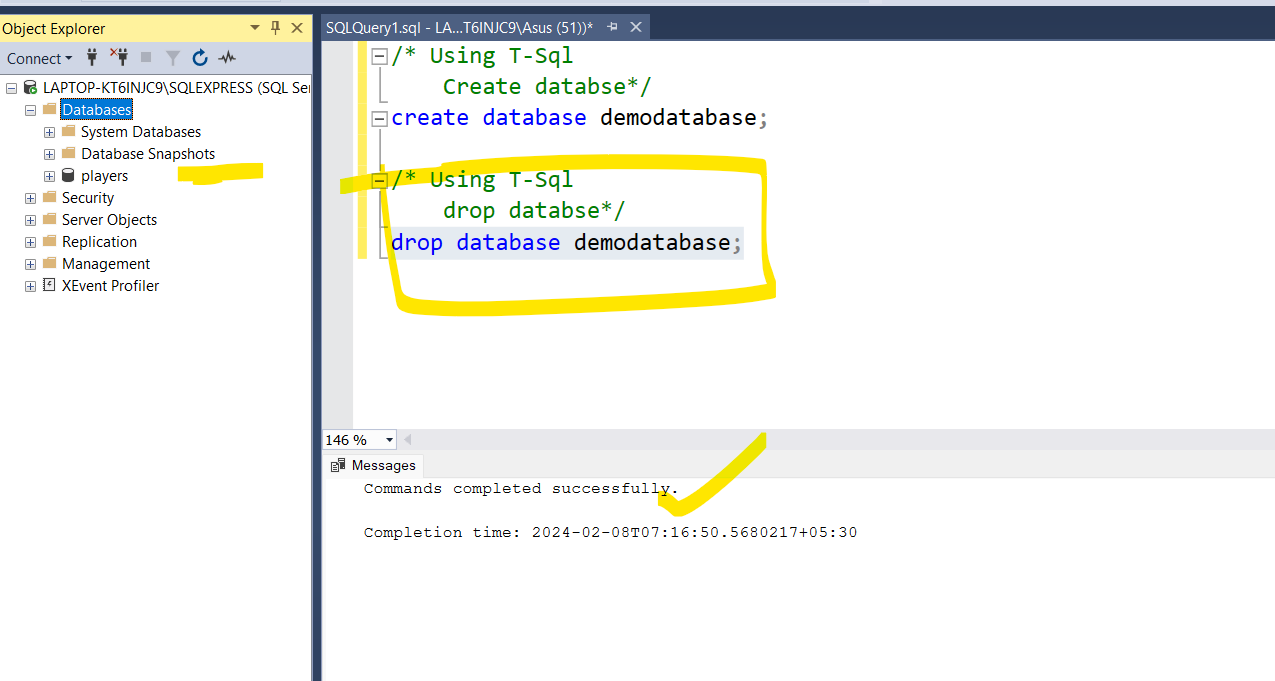 Object Explorer
Connect
LAPTOP-KT6INJC9\SQLEXPRESS (SQL Ser
Databases
System Databases
Database Snapshots
players
Security
Server Objects
Replication
Management
XEvent Profiler
SQLQuery1.sql - LA...T6INJC9\Asus (51))*
/* Using T-Sql
Create databse*/
create database demodatabase;
/* Using T-Sql
drop databse*/
drop database demodatabase;
146 %
Messages
Commands completed successfully.
Completion time: 2024-02-08T07:16:50.5680217+05:30